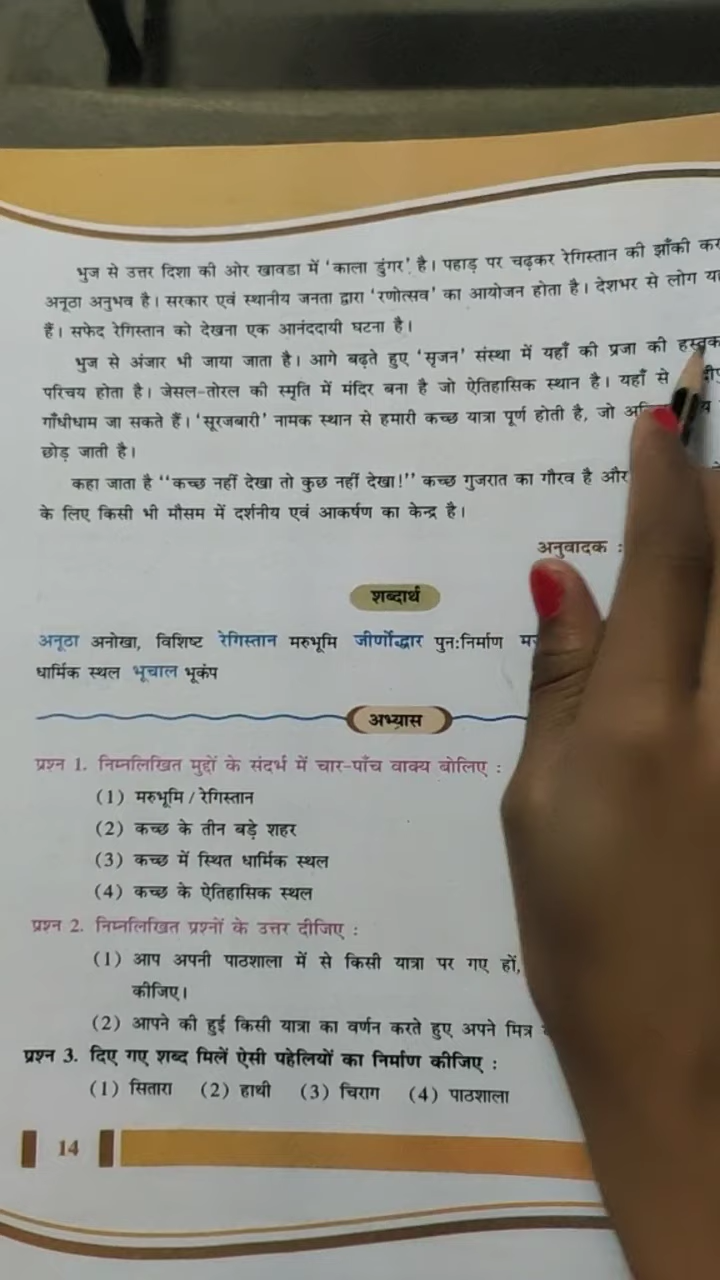 भुज से उत्तर दिशा की ओर खावडा में 'काला डुंगर' है। पहाड़ पर चढ़कर रेगिस्तान की झाँकी
अनूठा अनुभव है। सरकार एवं स्थानीय जनता द्वारा 'रणोत्सव' का आयोजन होता है। देशभर से लोग
हैं। सफेद रेगिस्तान को देखना एक आनंददायी घटना है।
भुज से अंजार भी जाया जाता है। आगे बढ़ते हुए 'सृजन' संस्था में यहाँ की प्रजा की
परिचय होता है। जेसल-तोरल की स्मृति में मंदिर बना है जो ऐतिहासिक स्थान है। यहाँ से
गाँधीधाम जा सकते हैं। 'सूरजबारी' नामक स्थान से हमारी कच्छ यात्रा पूर्ण होती है, जो
छोड़ जाती है।
कहा जाता है "कच्छ नहीं देखा तो कुछ नहीं देखा!" कच्छ गुजरात का गौरव है और
के लिए किसी भी मौसम में दर्शनीय एवं आकर्षण का केन्द्र है।
अनुवादक :
शब्दार्थ
अनूठा अनोखा, विशिष्ट रेगिस्तान मरुभूमि जीर्णोद्धार पुन:निर्माण
धार्मिक स्थल भूचाल भूकंप
अभ्यास
प्रश्न 1. निम्नलिखित मुद्दों के संदर्भ में चार-पाँच वाक्य बोलिए :
(1) मरुभूमि / रेगिस्तान
(2) कच्छ के तीन बड़े शहर
(3) कच्छ में स्थित धार्मिक स्थल
(4) कच्छ के ऐतिहासिक स्थल
प्रश्न 2. निम्नलिखित प्रश्नों के उत्तर दीजिए :
(1) आप अपनी पाठशाला में से किसी यात्रा पर गए हों,
कीजिए।
(2) आपने की हुई किसी यात्रा का वर्णन करते हुए अपने मित्र
प्रश्न 3. दिए गए शब्द मिलें ऐसी पहेलियों का निर्माण कीजिए :
(1) सितारा (2) हाथी (3) चिराग (4) पाठशाला
14